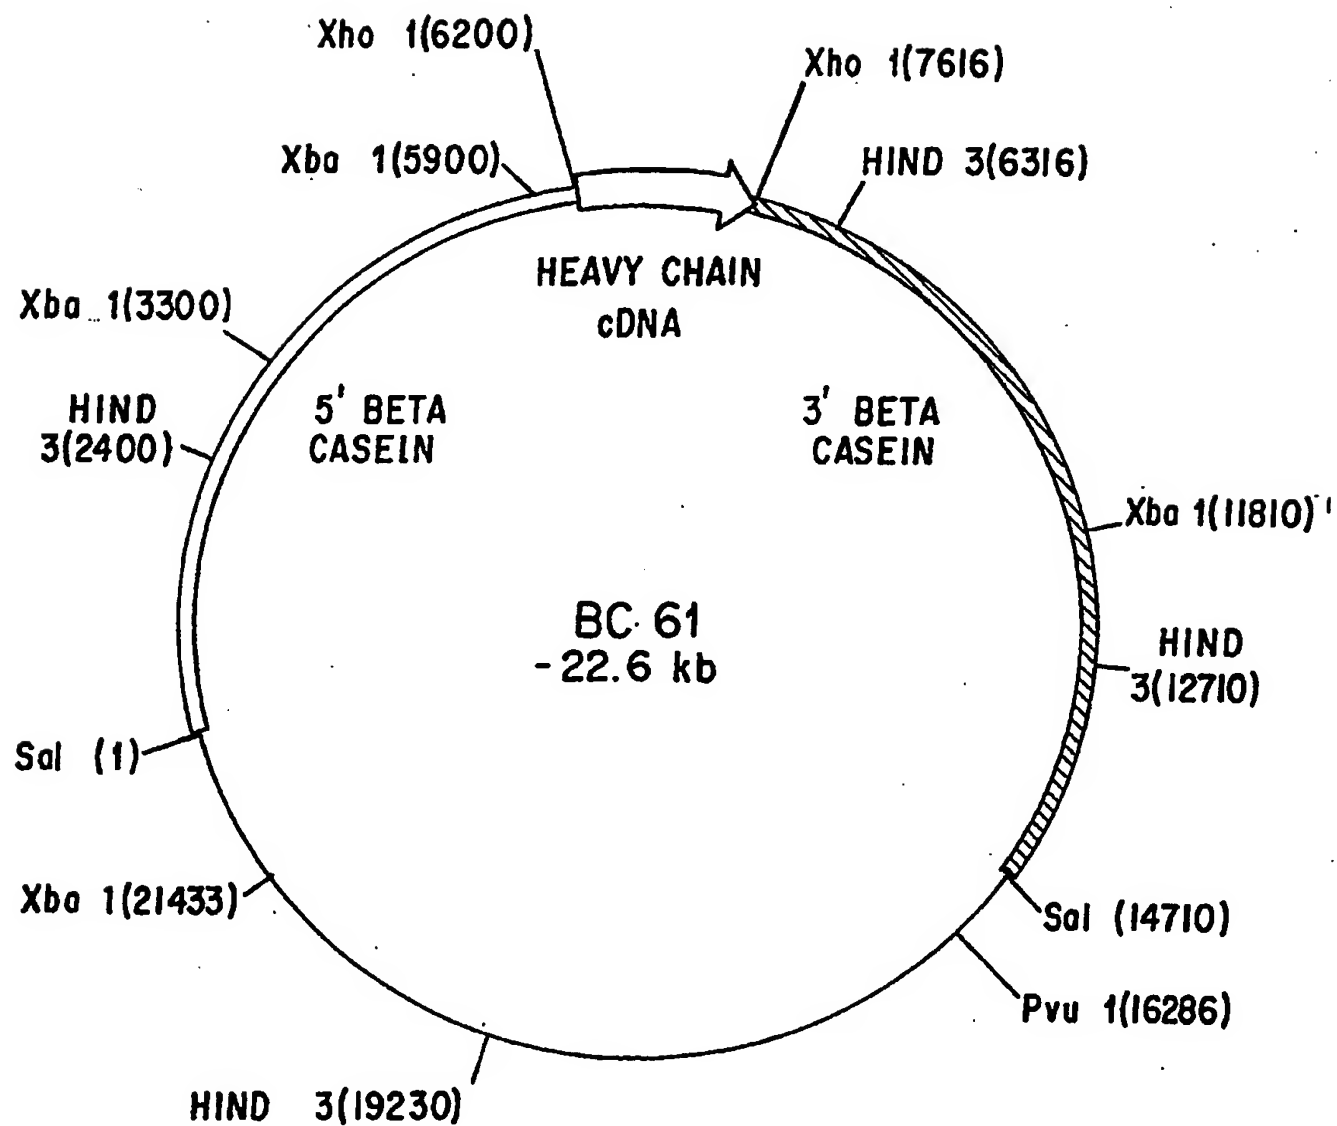 Xho 1(6200)
Xho 1(7616)
Xba 1(5900)
HIND 3(6316)
HEAVY CHAIN
cDNA
Xba 1(3300)
HIND
3(2400)
5' BETA
CASEIN
3' BETA
CASEIN
Xba 1(11810)
BC 61
-22.6 kb
HIND
3(12710)
Sal (1)
Xba 1(21433)
Sal (14710)
Pvu 1(16286)
HIND 3(19230)